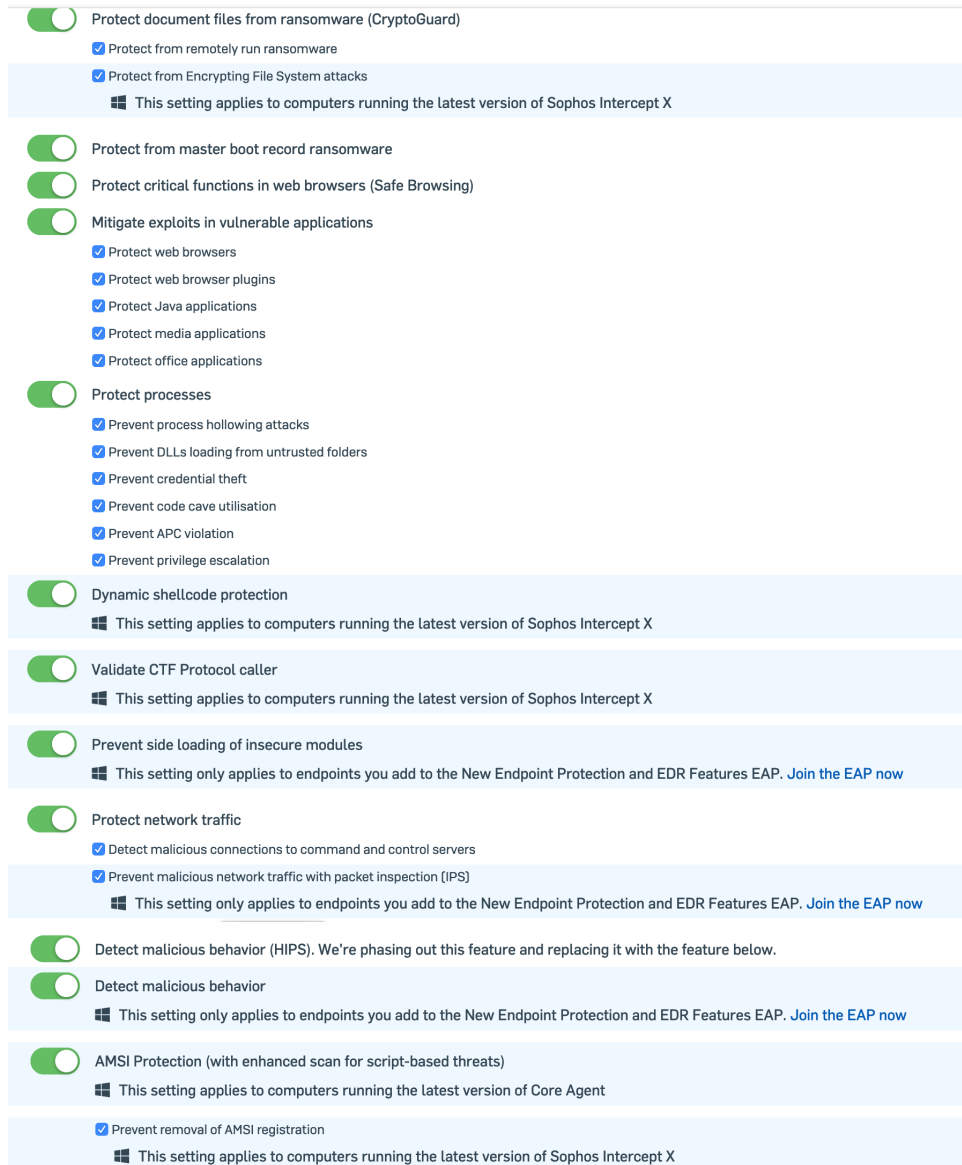 Protect document files from ransomware (CryptoGuard)
Protect from remotely run ransomware
Protect from Encrypting File System attacks
This setting applies to computers running the latest version of Sophos Intercept X
Protect from master boot record ransomware
Protect critical functions in web browsers (Safe Browsing)
Mitigate exploits in vulnerable applications
Protect web browsers
Protect web browser plugins
Protect Java applications
Protect media applications
Protect office applications
Protect processes
Prevent process hollowing attacks
Prevent DLLs loading from untrusted folders
Prevent credential theft
Prevent code cave utilisation
Prevent APC violation
Prevent privilege escalation
Dynamic shellcode protection
This setting applies to computers running the latest version of Sophos Intercept X
Validate CTF Protocol caller
This setting applies to computers running the latest version of Sophos Intercept X
Prevent side loading of insecure modules
This setting only applies to endpoints you add to the New Endpoint Protection and EDR Features EAP. Join the EAP now
Protect network traffic
Detect malicious connections to command and control servers
Prevent malicious network traffic with packet inspection (IPS)
This setting only applies to endpoints you add to the New Endpoint Protection and EDR Features EAP. Join the EAP now
Detect malicious behavior (HIPS). We're phasing out this feature and replacing it with the feature below.
Detect malicious behavior
This setting only applies to endpoints you add to the New Endpoint Protection and EDR Features EAP. Join the EAP now
AMSI Protection (with enhanced scan for script-based threats)
This setting applies to computers running the latest version of Core Agent
Prevent removal of AMSI registration
This setting applies to computers running the latest version of Sophos Intercept X